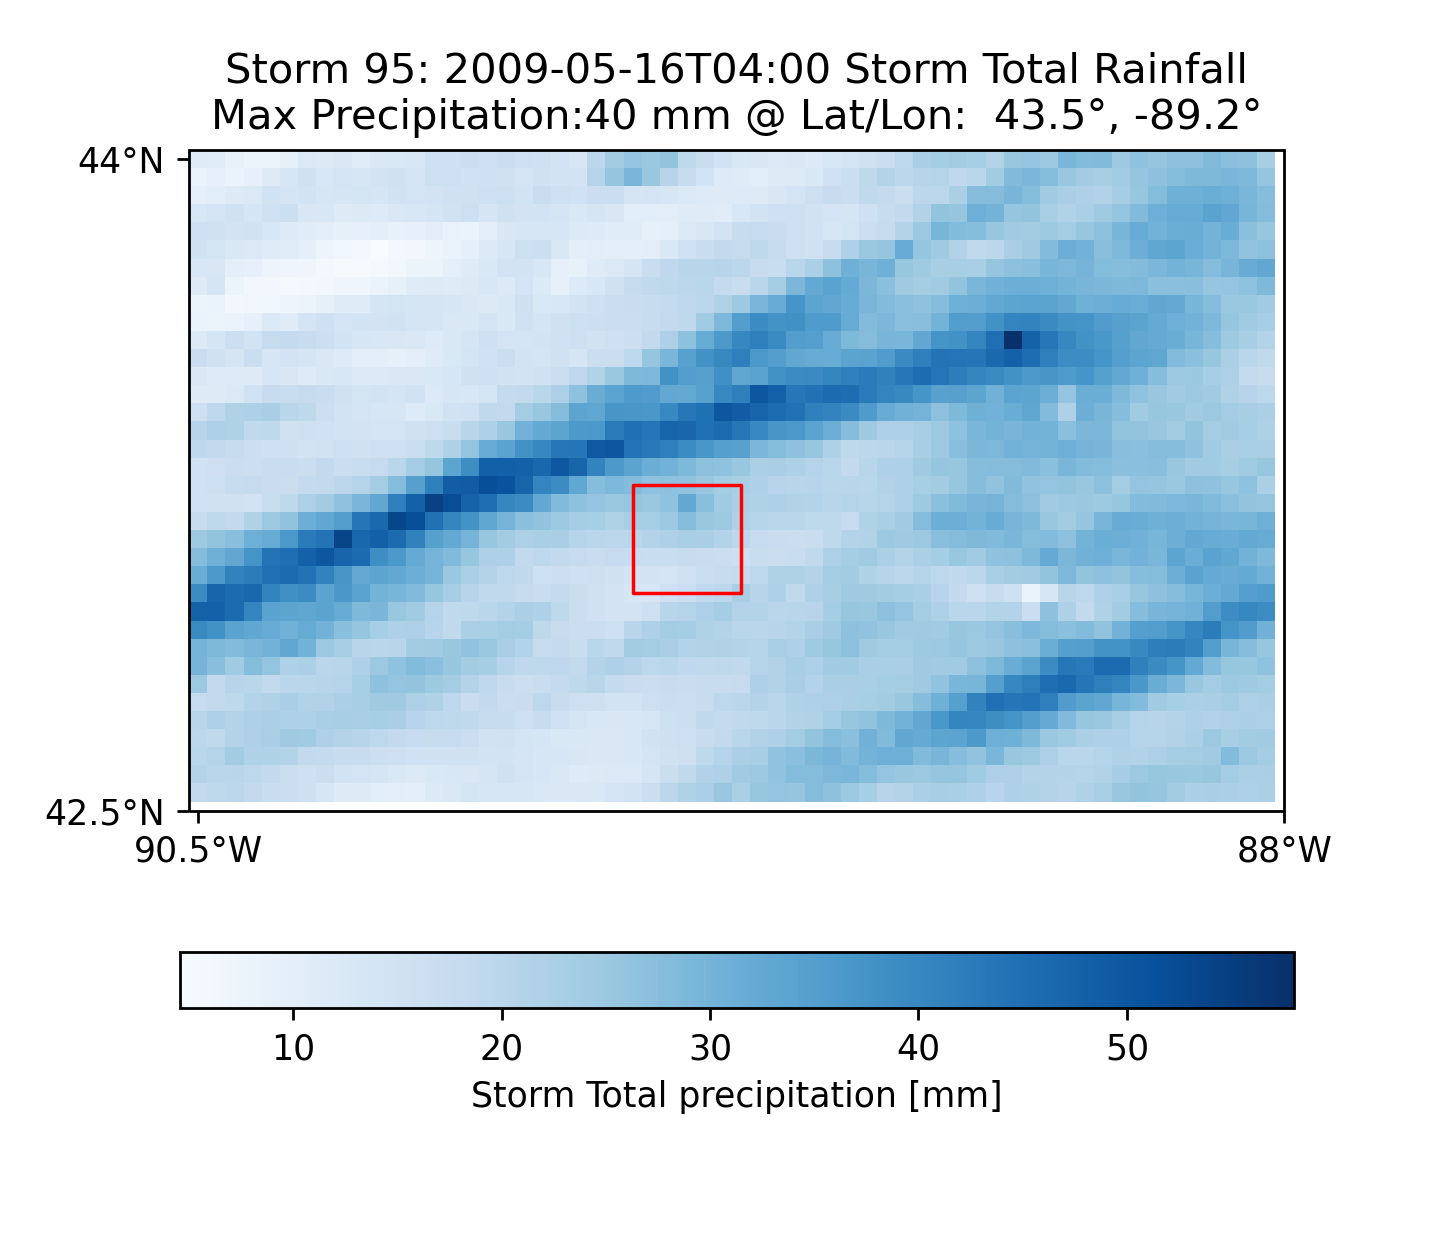 Storm 95: 2009-05-16T04:00 Storm Total Rainfall
Max Precipitation:40 mm @ Lat/Lon:  43.5°, -89.2°
44°N
42.5°N
90.5°W 88°W
10 20 30 40 50
Storm Total precipitation [mm]